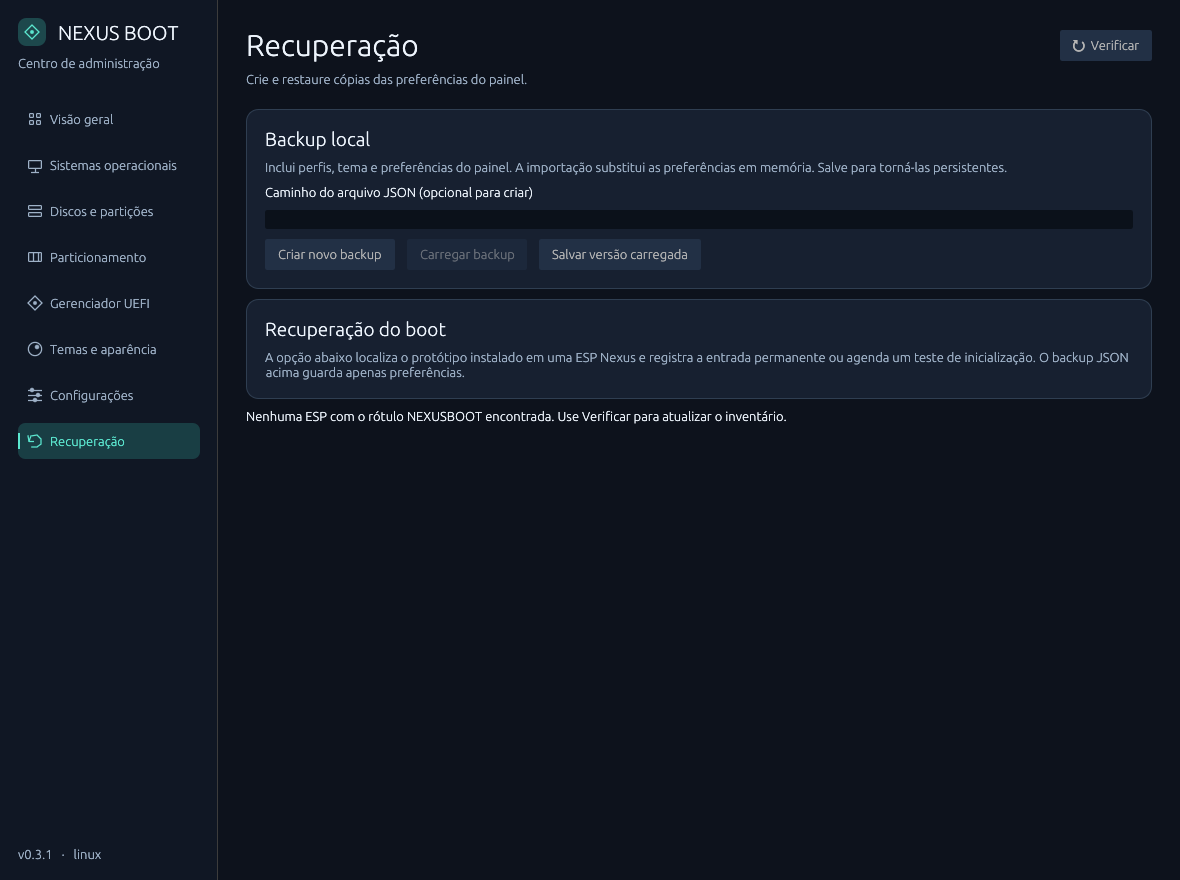 NEXUS BOOT
Centro de administração
Visão geral
Sistemas operacionais
Discos e partições
Particionamento
Gerenciador UEFI
Temas e aparência
Configurações
Recuperação
v0.3.1 · linux
Recuperação
Verificar
Crie e restaure cópias das preferências do painel.
Backup local
Inclui perfis, tema e preferências do painel. A importação substitui as preferências em memória. Salve para torná-las persistentes.
Caminho do arquivo JSON (opcional para criar)
Criar novo backup
Carregar backup
Salvar versão carregada
Recuperação do boot
A opção abaixo localiza o protótipo instalado em uma ESP Nexus e registra a entrada permanente ou agenda um teste de inicialização. O backup JSON
acima guarda apenas preferências.
Nenhuma ESP com o rótulo NEXUSBOOT encontrada. Use Verificar para atualizar o inventário.